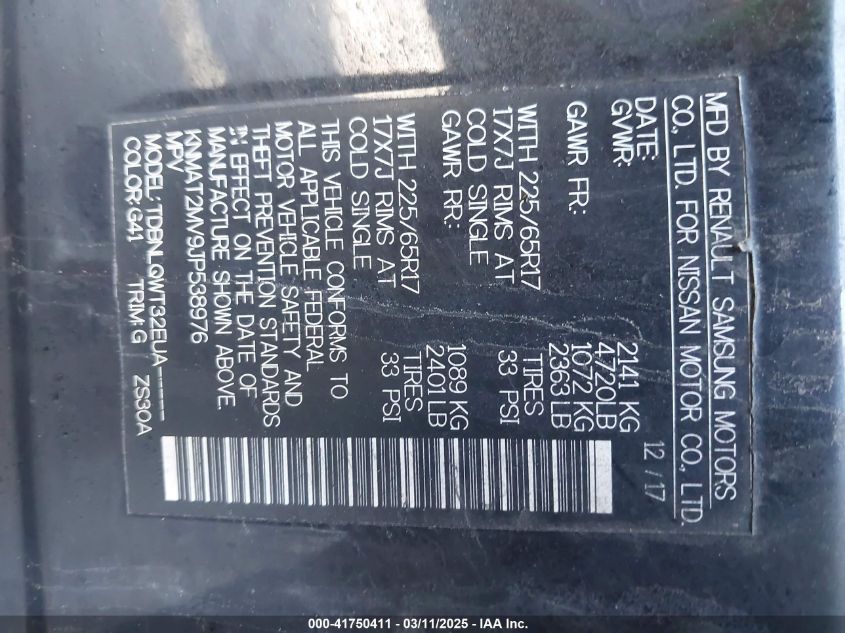 MFD BY RENAULT SAMSUNG MOTORS
CO., LTD. FOR NISSAN MOTOR CO., LTD.
DATE: 12 / 17
GVWR: 2141 KG
4720LB
GAWR FR: 1072 KG
2363 LB
WITH 225/65R17 TIRES
17X7J RIMS AT 33 PSI
COLD SINGLE
GAWR RR: 1089 KG
2401 LB
WITH 225/65R17 TIRES
17X7J RIMS AT 33 PSI
COLD SINGLE
THIS VEHICLE CONFORMS TO
ALL APPLICABLE FEDERAL
MOTOR VEHICLE SAFETY AND
THEFT PREVENTION STANDARDS
IN EFFECT ON THE DATE OF
MANUFACTURE SHOWN ABOVE.
KNMAT2MV9JP538976
MPV
MODEL: TDBNLQWT32EUA-----
COLOR: G41 TRIM: G ZS30A
000-41750411 - 03/11/2025 - IAA Inc.